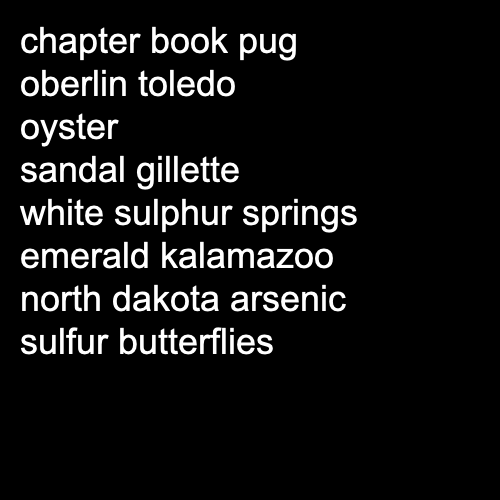 chapter book pug
oberlin toledo
oyster
sandal gillette
white sulphur springs
emerald kalamazoo
north dakota arsenic
sulfur butterflies